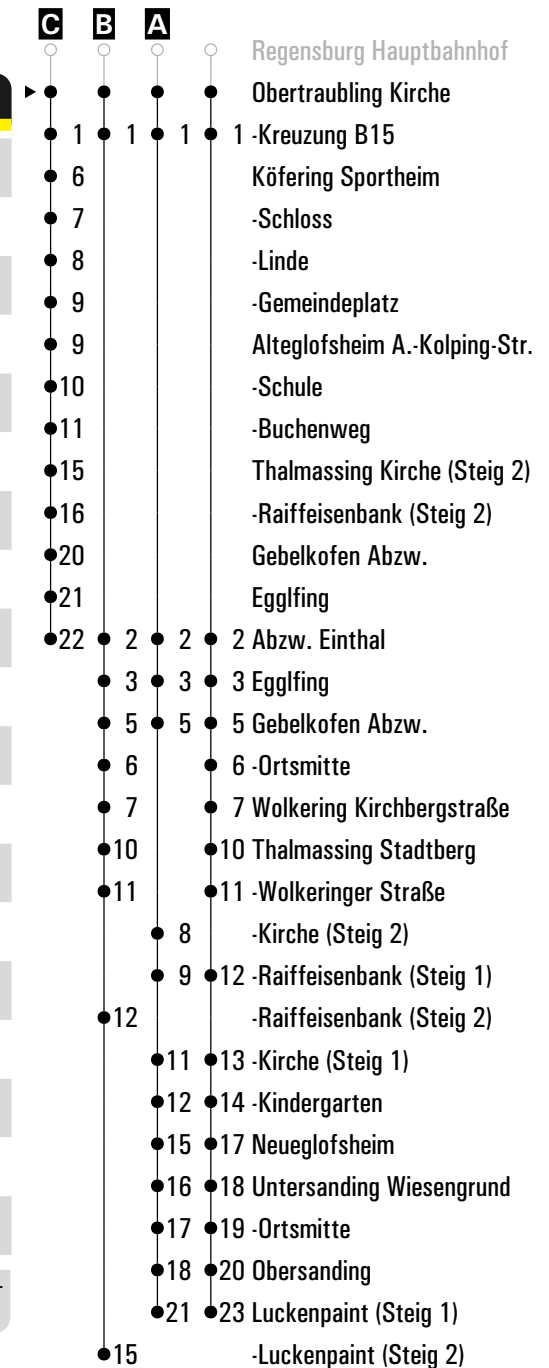 C B A
Regensburg Hauptbahnhof
Obertraubling Kirche
1 1 1 1 -Kreuzung B15
6 Köfering Sportheim
7 -Schloss
8 -Linde
9 -Gemeindeplatz
9 Alteglofsheim A.-Kolping-Str.
10 -Schule
11 -Buchenweg
15 Thalmassing Kirche (Steig 2)
16 -Raiffeisenbank (Steig 2)
20 Gebelkofen Abzw.
21 Egglfing
22 2 2 2 Abzw. Einthal
3 3 3 Egglfing
5 5 5 Gebelkofen Abzw.
6 6 -Ortsmitte
7 7 Wolkering Kirchbergstraße
10 10 Thalmassing Stadtberg
11 11 -Wolkeringer Straße
8 -Kirche (Steig 2)
9 12 -Raiffeisenbank (Steig 1)
12 -Raiffeisenbank (Steig 2)
11 13 -Kirche (Steig 1)
12 14 -Kindergarten
15 17 Neueglofsheim
16 18 Untersanding Wiesengrund
17 19 -Ortsmitte
18 20 Obersanding
21 23 Luckenpaint (Steig 1)
15 -Luckenpaint (Steig 2)